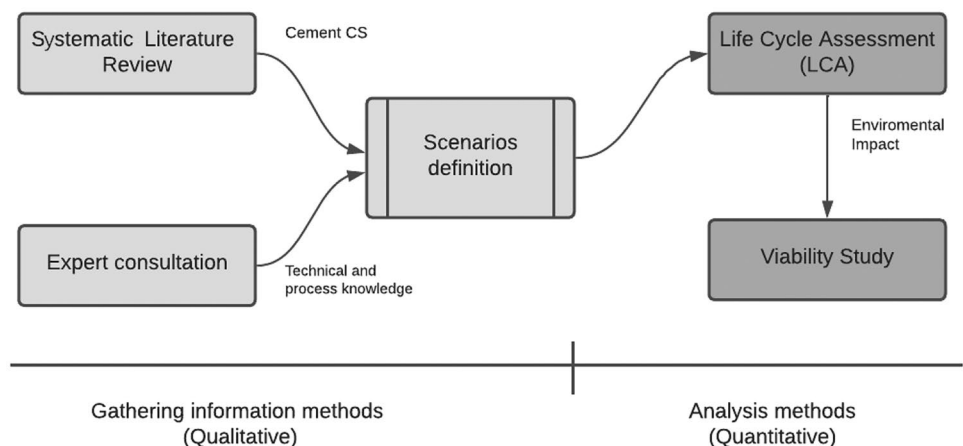 Systematic Literature
Review
Cement CS
Life Cycle Assessment
(LCA)
Scenarios
definition
Enviromental
Impact
Expert consultation
Technical and
process knowledge
Viability Study
Gathering information methods
(Qualitative)
Analysis methods
(Quantitative)